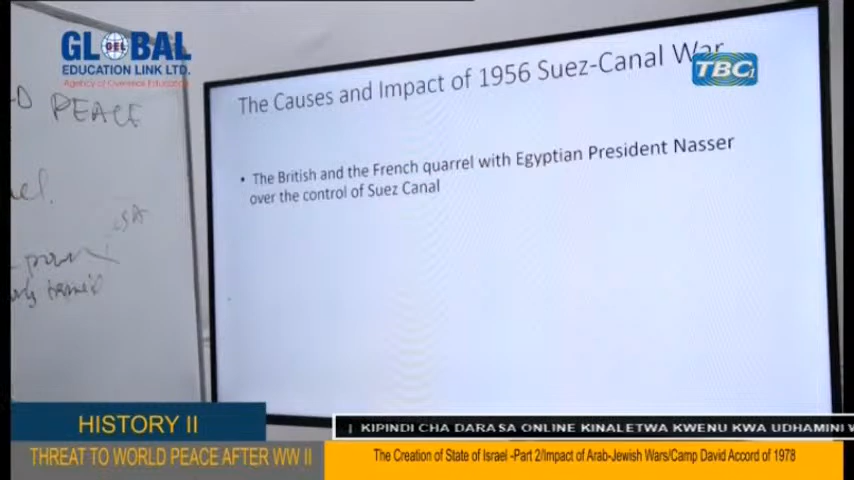 GLOBAL
GEL
EDUCATION LINK LTD.
Agency of Overseas Education
TBC1
PEACE
The Causes and Impact of 1956 Suez-Canal War
• The British and the French quarrel with Egyptian President Nasser
over the control of Suez Canal
USA
HISTORY II
THREAT TO WORLD PEACE AFTER WW II
| KIPINDI CHA DARASA ONLINE KINALETWA KWENU KWA UDHAMINI W
The Creation of State of Israel -Part 2/Impact of Arab-Jewish Wars/Camp David Accord of 1978